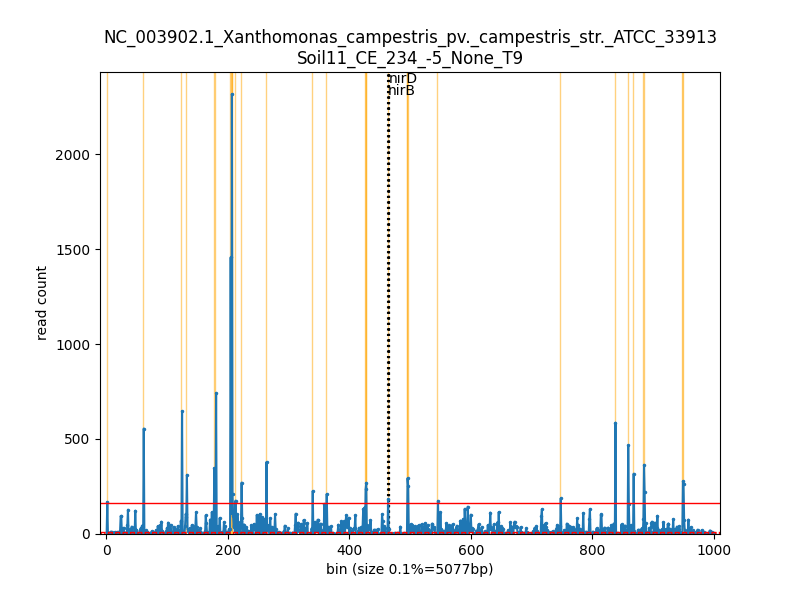 NC_003902.1_Xanthomonas_campestris_pv._campestris_str._ATCC_33913
Soil11_CE_234_-5_None_T9
nirD
nirB
2000
1500
1000
500
0
read count
0 200 400 600 800 1000
bin (size 0.1%=5077bp)